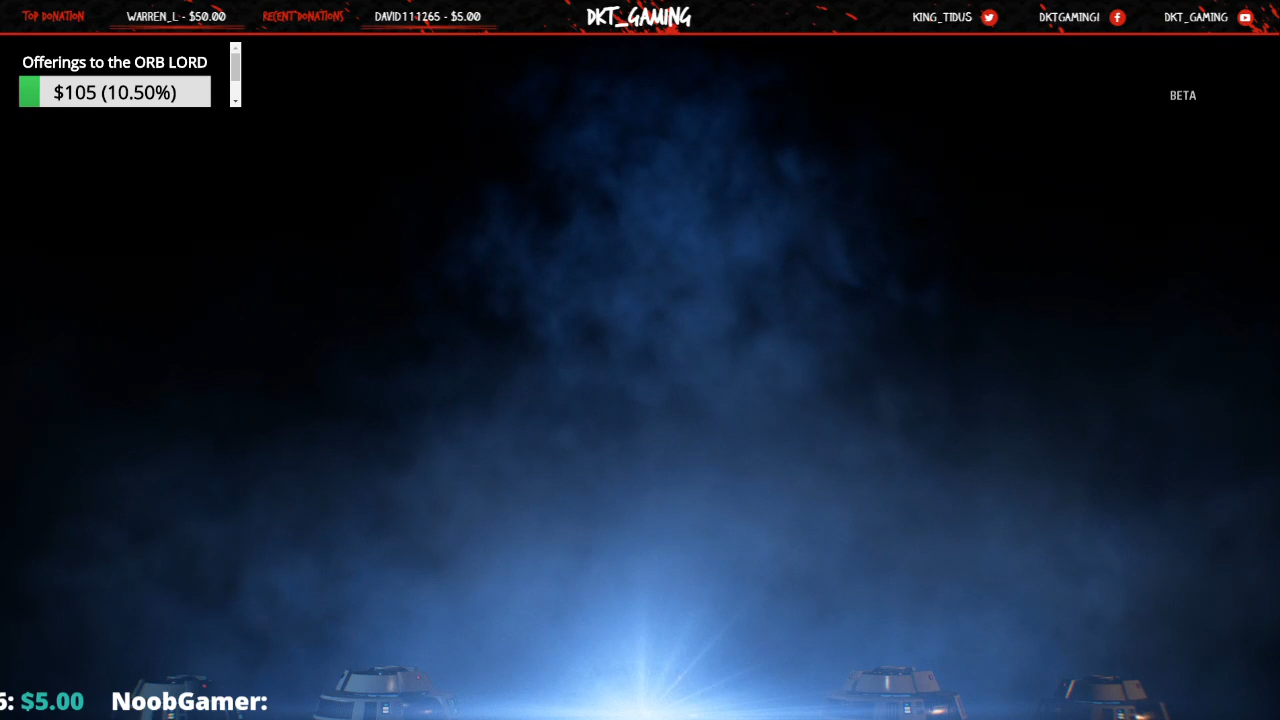 TOP DONATION WARREN_L - $50.00 RECENT DONATIONS DAVID111265 - $5.00 DKT_GAMING KING_TIDUS DKTGAMING1 DKT_GAMING
Offerings to the ORB LORD
$105 (10.50%)
BETA
6: $5.00 NoobGamer: